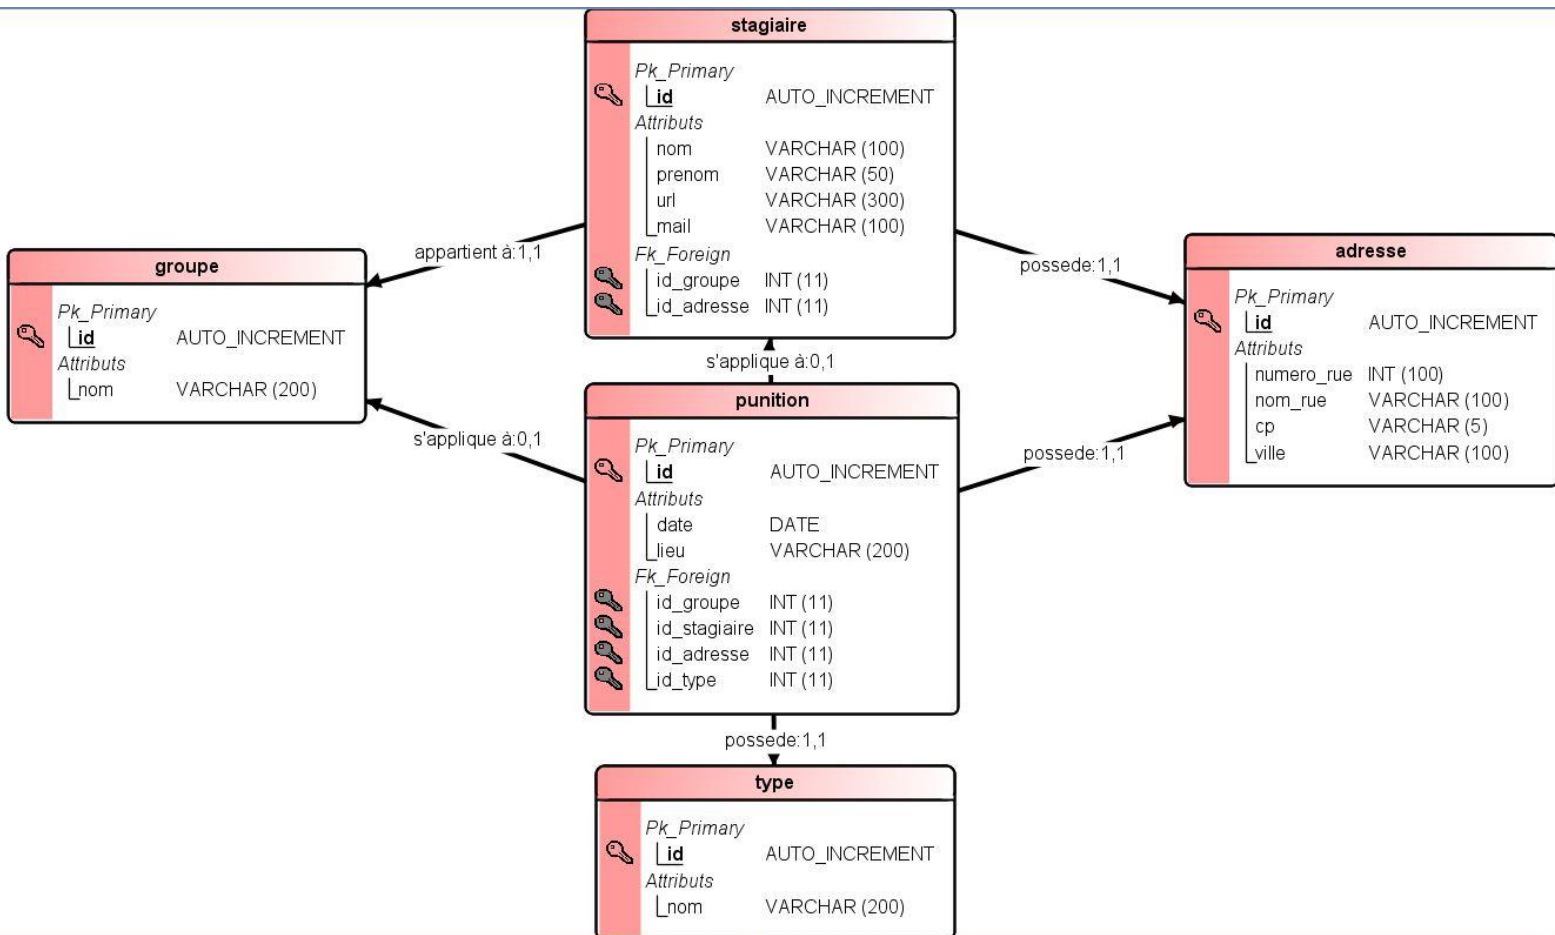 stagiaire
Pk_Primary
id AUTO_INCREMENT
Attributs
nom VARCHAR (100)
prenom VARCHAR (50)
url VARCHAR (300)
mail VARCHAR (100)
Fk_Foreign
id_groupe INT (11)
id_adresse INT (11)
appartient à:1,1
possede:1,1
groupe
Pk_Primary
id AUTO_INCREMENT
Attributs
nom VARCHAR (200)
adresse
Pk_Primary
id AUTO_INCREMENT
Attributs
numero_rue INT (100)
nom_rue VARCHAR (100)
cp VARCHAR (5)
ville VARCHAR (100)
s'applique à:0,1
s'applique à:0,1
possede:1,1
punition
Pk_Primary
id AUTO_INCREMENT
Attributs
date DATE
lieu VARCHAR (200)
Fk_Foreign
id_groupe INT (11)
id_stagiaire INT (11)
id_adresse INT (11)
id_type INT (11)
possede:1,1
type
Pk_Primary
id AUTO_INCREMENT
Attributs
nom VARCHAR (200)